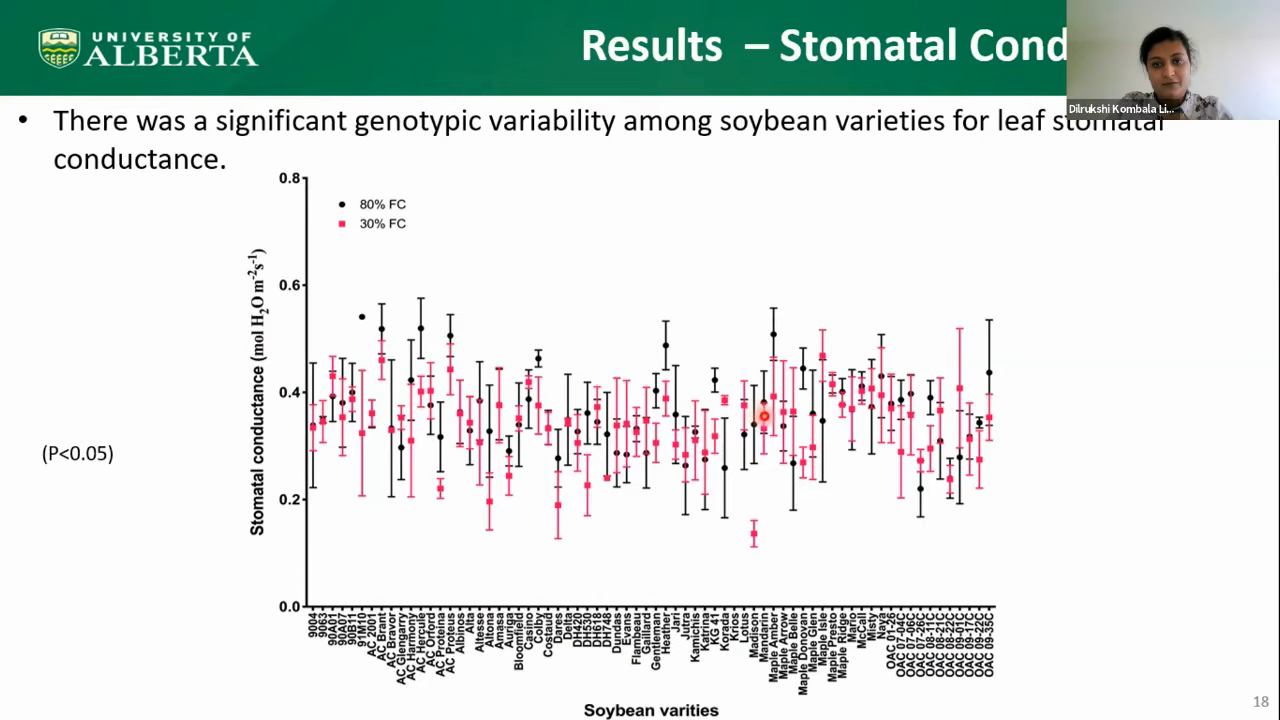 UNIVERSITY OF
ALBERTA
Results – Stomatal Cond
Dilrukshi Kombala Li...
• There was a significant genotypic variability among soybean varieties for leaf stomatal
conductance.
0.8
0.6
0.4
0.2
0.0
80% FC
30% FC
Stomatal conductance (mol H₂O m⁻²s⁻¹)
(P<0.05)
9004
9063
90A01
90A07
90B11
91M10
AC 2001
AC Brant
AC Bravor
AC Glengarry
AC Harmony
AC Hercule
AC Orford
AC Proteina
AC Proteus
Albinos
Alta
Altesse
Altona
Amasa
Auriga
Bloomfield
Casino
Colby
Costaud
Dares
Delta
DH420
DH530
DH618
DH748
Dundas
Evans
Flambeau
Gaillard
Gentleman
Heather
Jari
Jutra
Kamichis
Katrina
KG 41
Korada
Krios
Lotus
Madison
Mandarin
Maple Amber
Maple Arrow
Maple Belle
Maple Donovan
Maple Glen
Maple Isle
Maple Presto
Maple Ridge
Mario
McCall
Misty
Naya
OAC 01-26
OAC 07-04C
OAC 07-06C
OAC 07-26C
OAC 08-11C
OAC 08-21C
OAC 08-22C
OAC 09-01C
OAC 09-17C
OAC 09-22C
OAC 09-35C
Soybean varities
18